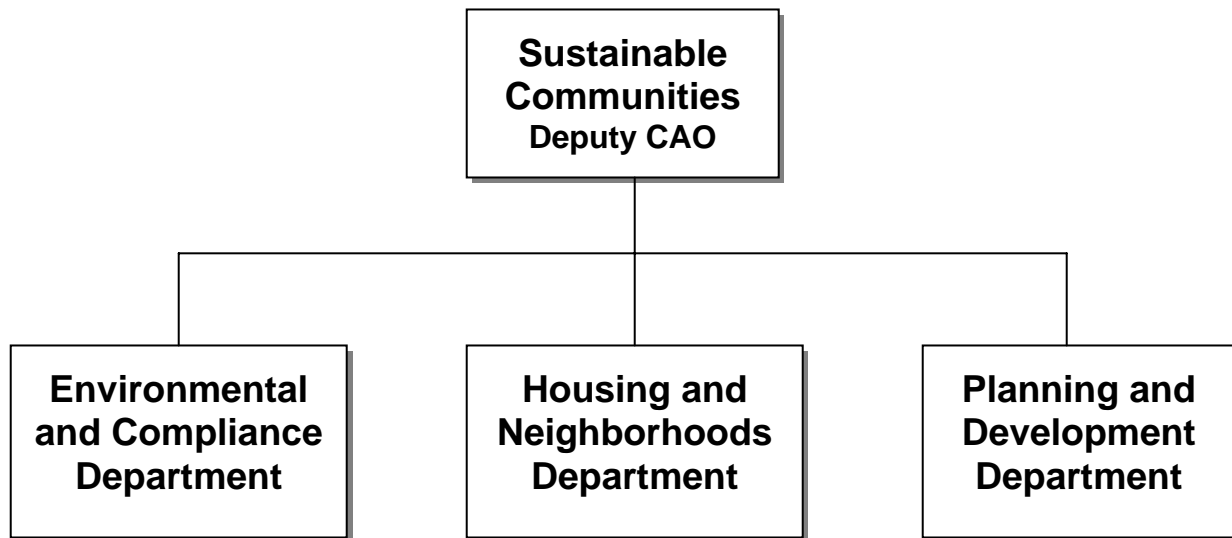 Sustainable
Communities
Deputy CAO
Environmental
and Compliance
Department
Housing and
Neighborhoods
Department
Planning and
Development
Department